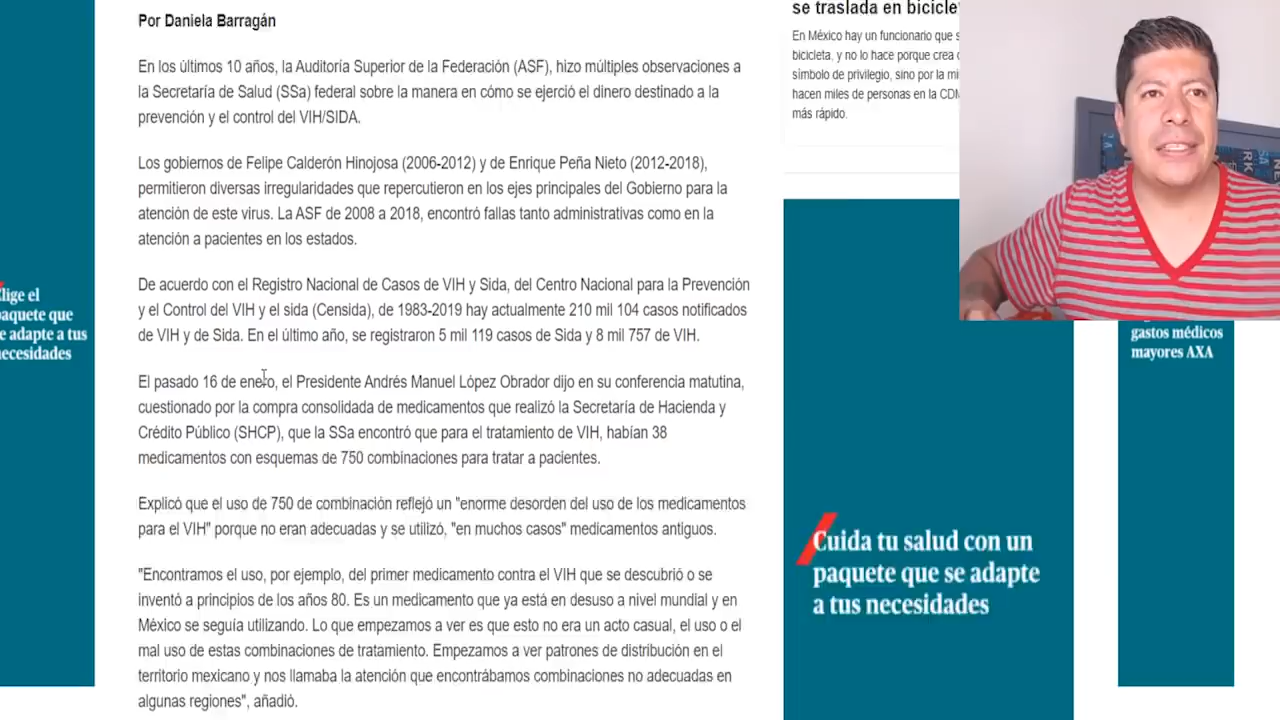 Por Daniela Barragán
En los últimos 10 años, la Auditoría Superior de la Federación (ASF), hizo múltiples observaciones a
la Secretaría de Salud (SSa) federal sobre la manera en cómo se ejerció el dinero destinado a la
prevención y el control del VIH/SIDA.
Los gobiernos de Felipe Calderón Hinojosa (2006-2012) y de Enrique Peña Nieto (2012-2018),
permitieron diversas irregularidades que repercutieron en los ejes principales del Gobierno para la
atención de este virus. La ASF de 2008 a 2018, encontró fallas tanto administrativas como en la
atención a pacientes en los estados.
De acuerdo con el Registro Nacional de Casos de VIH y Sida, del Centro Nacional para la Prevención
y el Control del VIH y el sida (Censida), de 1983-2019 hay actualmente 210 mil 104 casos notificados
de VIH y de Sida. En el último año, se registraron 5 mil 119 casos de Sida y 8 mil 757 de VIH.
El pasado 16 de enero, el Presidente Andrés Manuel López Obrador dijo en su conferencia matutina,
cuestionado por la compra consolidada de medicamentos que realizó la Secretaría de Hacienda y
Crédito Público (SHCP), que la SSa encontró que para el tratamiento de VIH, habían 38
medicamentos con esquemas de 750 combinaciones para tratar a pacientes.
Explicó que el uso de 750 de combinación reflejó un "enorme desorden del uso de los medicamentos
para el VIH" porque no eran adecuadas y se utilizó, "en muchos casos" medicamentos antiguos.
"Encontramos el uso, por ejemplo, del primer medicamento contra el VIH que se descubrió o se
inventó a principios de los años 80. Es un medicamento que ya está en desuso a nivel mundial y en
México se seguía utilizando. Lo que empezamos a ver es que esto no era un acto casual, el uso o el
mal uso de estas combinaciones de tratamiento. Empezamos a ver patrones de distribución en el
territorio mexicano y nos llamaba la atención que encontrábamos combinaciones no adecuadas en
algunas regiones", añadió.
se traslada en
En México hay un funcionario que
bicicleta, y no lo hace porque crea
símbolo de privilegio, sino por la
hacen miles de personas en la
más rápido.
lige el
paquete que
e adapte a tus
necesidades
Cuida tu salud con un
paquete que se adapte
a tus necesidades
gastos médicos
mayores AXA